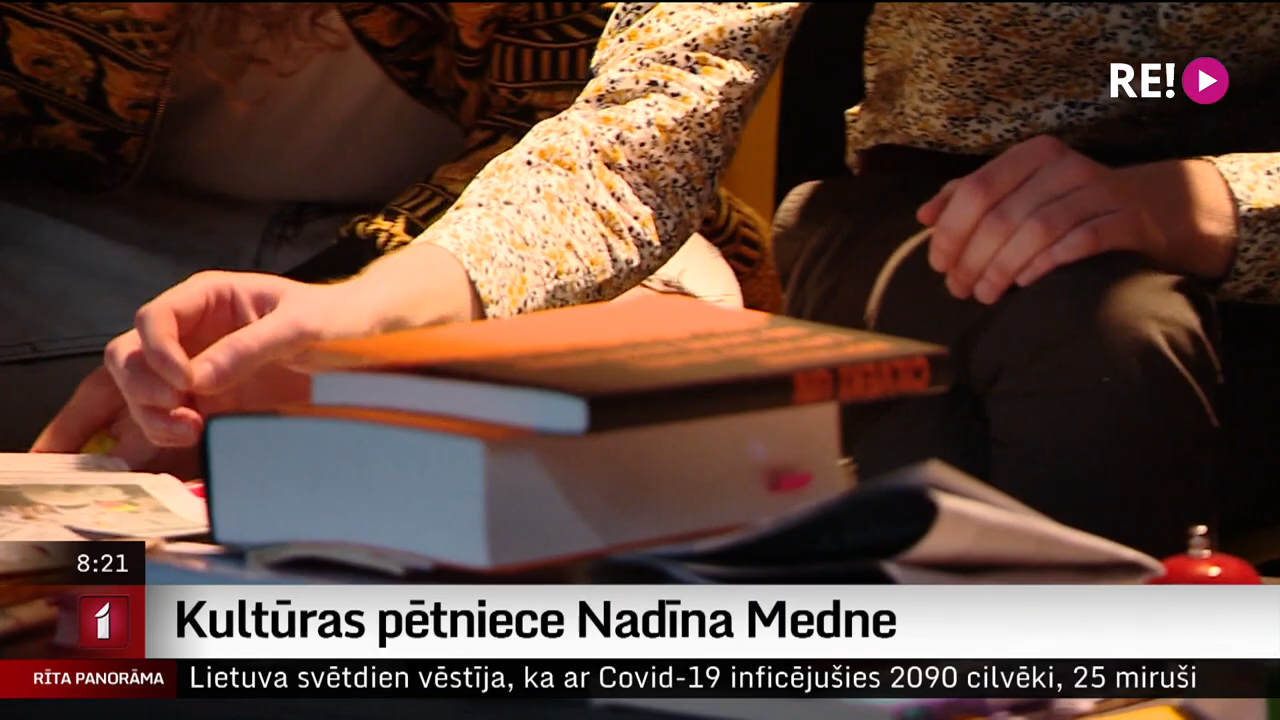 RE!
8:21
1
Kultūras pētniece Nadīna Medne
RĪTA PANORĀMA
Lietuva svētdien vēstīja, ka ar Covid-19 inficējušies 2090 cilvēki, 25 miruši